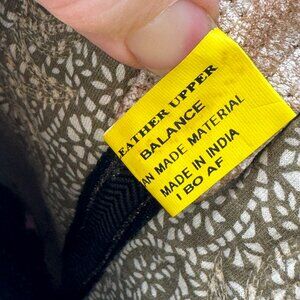 EATHER UPPER
BALANCE
AN MADE MATERIAL
MADE IN INDIA
I BO AF